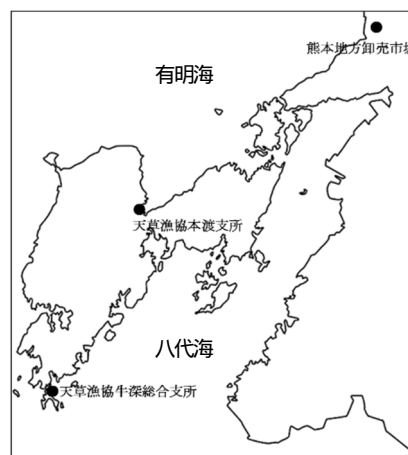 熊本地方卸売市場
有明海
天草漁協本渡支所
八代海
天草漁協牛深総合支所